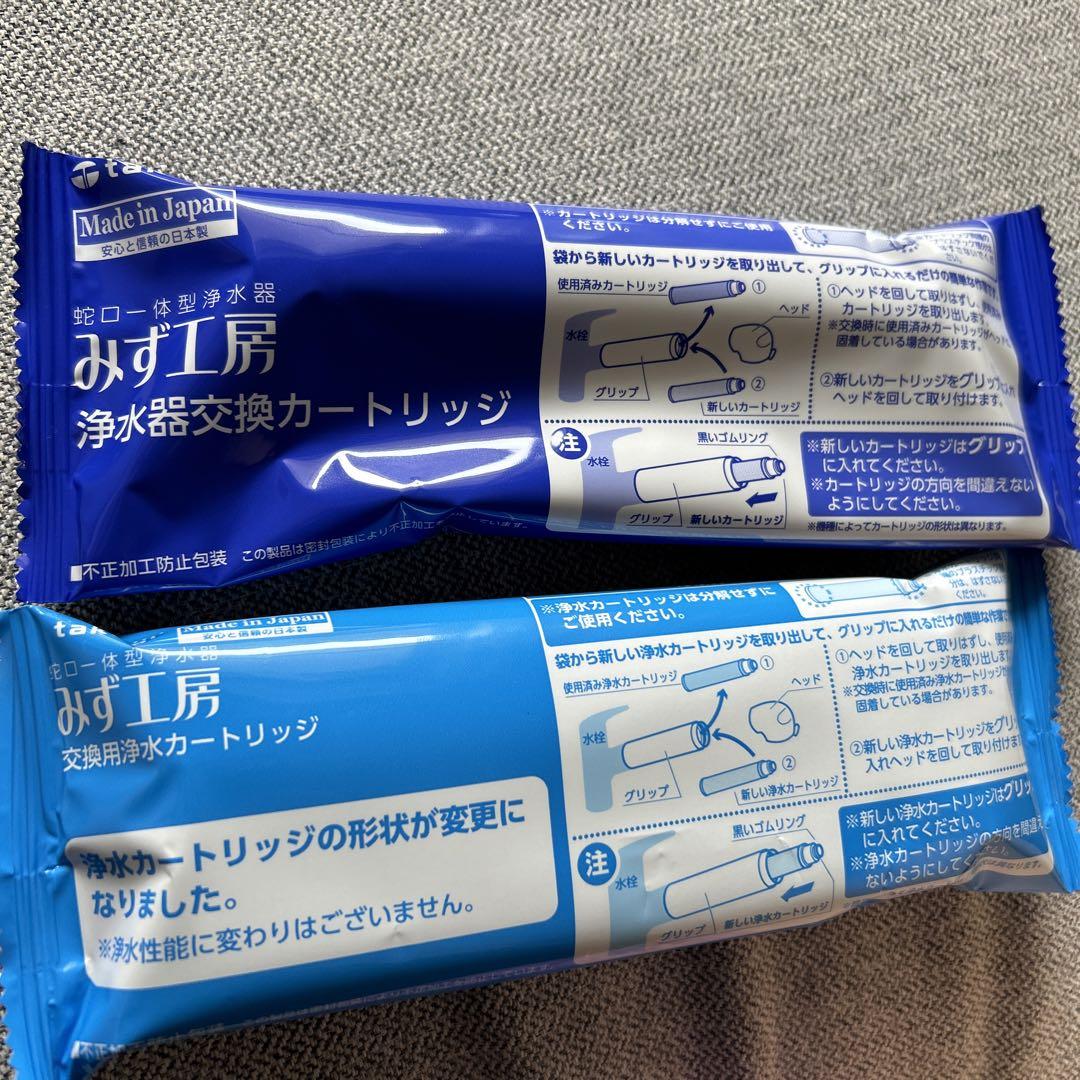 Made in Japan
安心と信頼の日本製
蛇口一体型浄水器
みず工房
浄水器交換カートリッジ
不正加工防止包装 この製品は密封包装により不正加工を
※カートリッジは分解せずにご使用
ください。
袋から新しいカートリッジを取り出して、グリップに入れるだけの簡単な作業
使用済みカートリッジ
①
ヘッド
水栓
グリップ
②
新しいカートリッジ
①ヘッドを回して取りはずし、
カートリッジを取り出します
※交換時に使用済みカートリッジが
固着している場合があります。
②新しいカートリッジをグリップ
ヘッドを回して取り付けます。
注
水栓
黒いゴムリング
グリップ
新しいカートリッジ
※新しいカートリッジはグリップ
に入れてください。
※カートリッジの方向を間違えない
ようにしてください。
※機種によってカートリッジの形状は異なります。
Made in Japan
安心と信頼の日本製
蛇口一体型浄水器
みず工房
交換用浄水カートリッジ
浄水カートリッジの形状が変更に
なりました。
※浄水性能に変わりはございません。
※浄水カートリッジは分解せずに
ご使用ください。
袋から新しい浄水カートリッジを取り出して、グリップに入れるだけの簡単な作業
使用済み浄水カートリッジ
①
ヘッド
水栓
グリップ
②
新しい浄水カートリッジ
①ヘッドを回して取りはずし、使用
浄水カートリッジを取り出します
※交換時に使用済み浄水カートリッジが
固着している場合があります。
②新しい浄水カートリッジをグリ
入れヘッドを回して取り付けま
注
水栓
黒いゴムリング
グリップ
新しい浄水カートリッジ
※新しい浄水カートリッジはグリッ
に入れてください。
※浄水カートリッジの方向を間違え
ないようにしてく